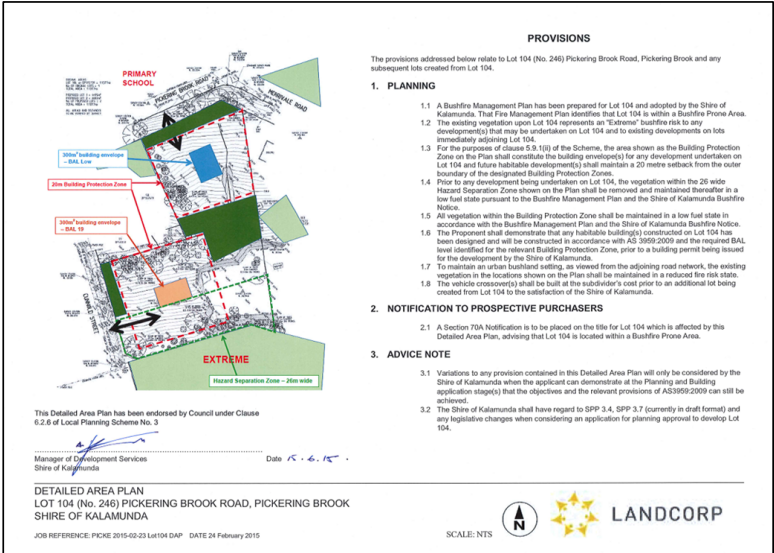 PROVISIONS
The provisions addressed below relate to Lot 104 (No. 246) Pickering Brook Road, Pickering Brook and any
subsequent lots created from Lot 104.
1. PLANNING
1.1 A Bushfire Management Plan has been prepared for Lot 104 and adopted by the Shire of
Kalamunda. That Fire Management Plan identifies that Lot 104 is within a Bushfire Prone Area.
1.2 The existing vegetation upon Lot 104 represents an "Extreme" bushfire risk to any
development(s) that may be undertaken on Lot 104 and to existing developments on lots
immediately adjoining Lot 104.
1.3 For the purposes of clause 5.9.1(ii) of the Scheme, the area shown as the Building Protection
Zone on the Plan shall constitute the building envelope(s) for any development undertaken on
Lot 104 and future habitable development(s) shall maintain a 20 metre setback from the outer
boundary of the designated Building Protection Zones.
1.4 Prior to any development being undertaken on Lot 104, the vegetation within the 26 wide
Hazard Separation Zone shown on the Plan shall be removed and maintained thereafter in a
low fuel state pursuant to the Bushfire Management Plan and the Shire of Kalamunda Bushfire
Notice.
1.5 All vegetation within the Building Protection Zone shall be maintained in a low fuel state in
accordance with the Bushfire Management Plan and the Shire of Kalamunda Bushfire Notice.
1.6 The Proponent shall demonstrate that any habitable building(s) constructed on Lot 104 has
been designed and will be constructed in accordance with AS 3959:2009 and the required BAL
level identified for the relevant Building Protection Zone, prior to a building permit being issued
for the development by the Shire of Kalamunda.
1.7 To maintain an urban bushland setting, as viewed from the adjoining road network, the existing
vegetation in the locations shown on the Plan shall be maintained in a reduced fire risk state.
1.8 The vehicle crossover(s) shall be built at the subdivider's cost prior to an additional lot being
created from Lot 104 to the satisfaction of the Shire of Kalamunda.
2. NOTIFICATION TO PROSPECTIVE PURCHASERS
2.1 A Section 70A Notification is to be placed on the title for Lot 104 which is affected by this
Detailed Area Plan, advising that Lot 104 is located within a Bushfire Prone Area.
3. ADVICE NOTE
3.1 Variations to any provision contained in this Detailed Area Plan will only be considered by the
Shire of Kalamunda when the applicant can demonstrate at the Planning and Building
application stage(s) that the objectives and the relevant provisions of AS3959:2009 can still be
achieved.
3.2 The Shire of Kalamunda shall have regard to SPP 3.4, SPP 3.7 (currently in draft format) and
any legislative changes when considering an application for planning approval to develop Lot
104.
PRIMARY
SCHOOL
PICKERING BROOK ROAD
MERRIVALE ROAD
300m² building envelope
– BAL Low
20m Building Protection Zone
300m² building envelope
– BAL 19
STREET
EXTREME
Hazard Separation Zone – 26m wide
This Detailed Area Plan has been endorsed by Council under Clause
6.2.6 of Local Planning Scheme No. 3
Manager of Development Services
Shire of Kalamunda
Date 15.6.15.
DETAILED AREA PLAN
LOT 104 (No. 246) PICKERING BROOK ROAD, PICKERING BROOK
SHIRE OF KALAMUNDA
JOB REFERENCE: PICKE 2015-02-23 Lot104 DAP DATE 24 February 2015
SCALE: NTS
N
LANDCORP